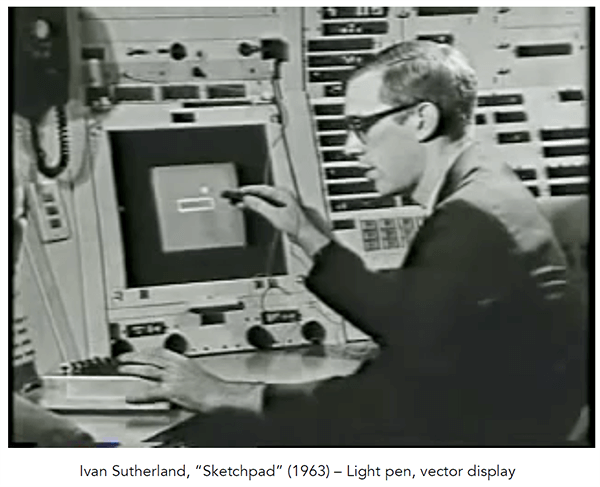 Ivan Sutherland, “Sketchpad” (1963) – Light pen, vector display